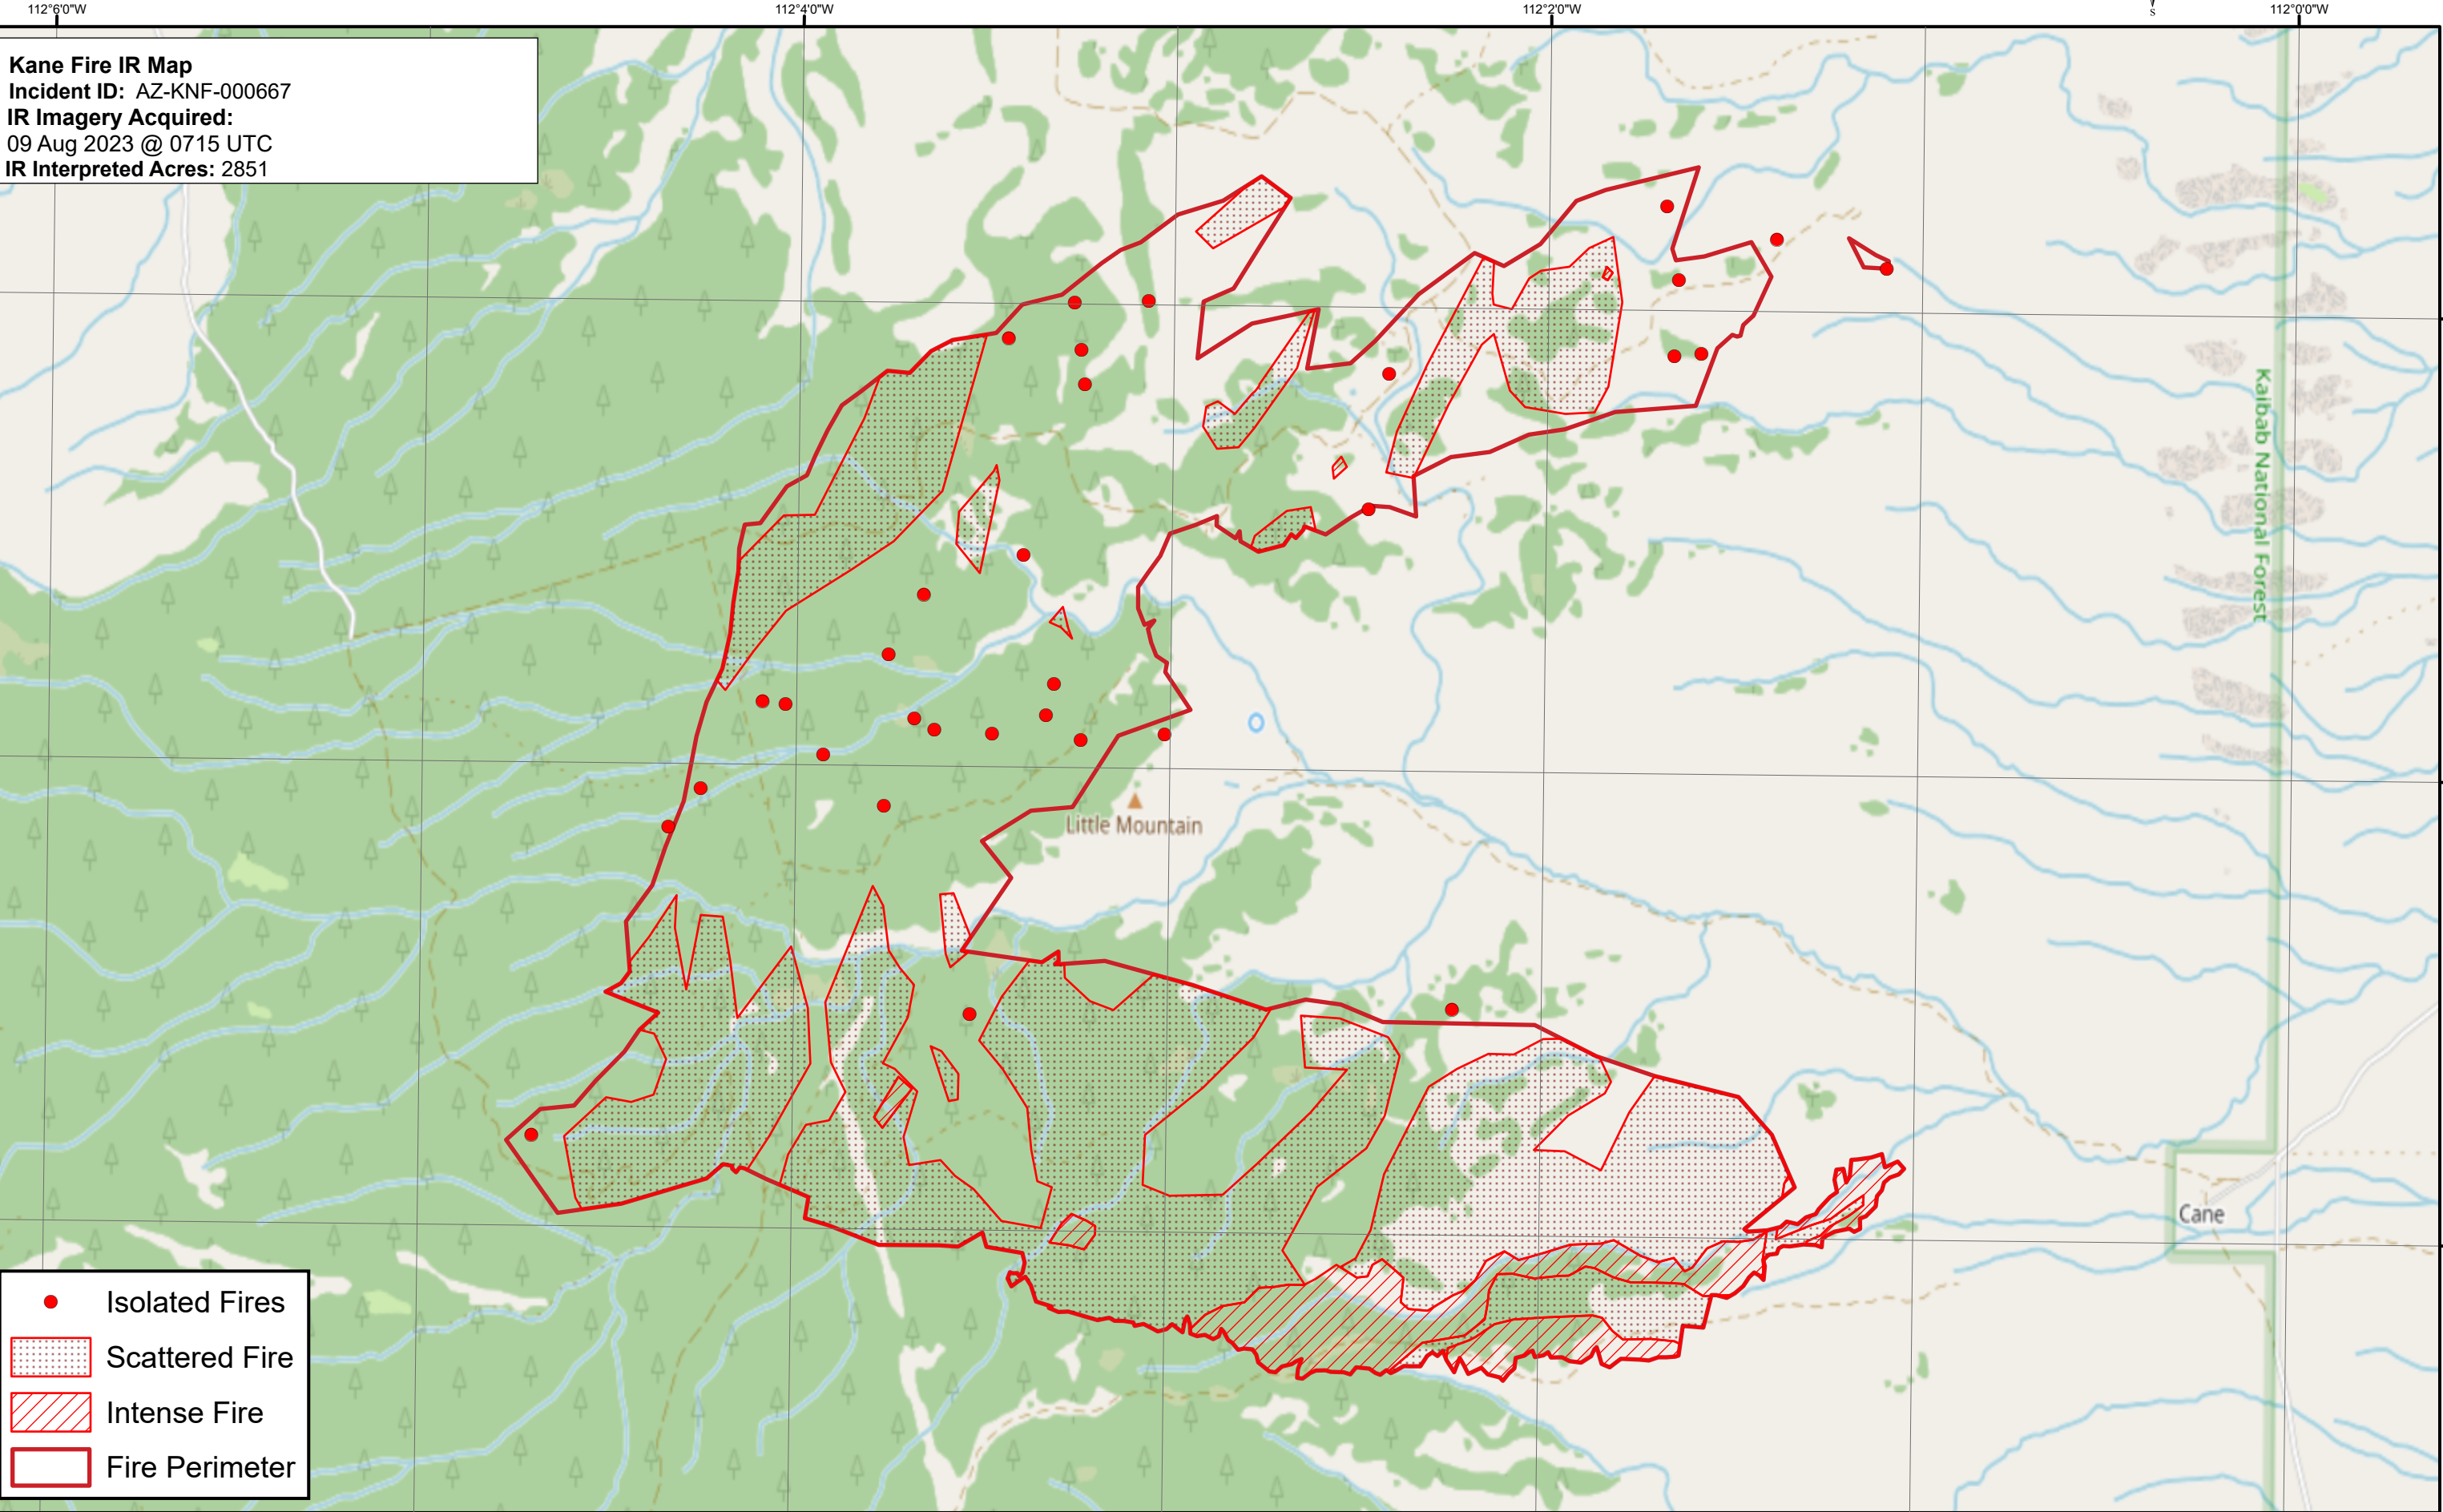 112°6'0"W
112°4'0"W
112°2'0"W
S
112°0'0"W
Kane Fire IR Map
Incident ID: AZ-KNF-000667
IR Imagery Acquired:
09 Aug 2023 @ 0715 UTC
IR Interpreted Acres: 2851
Kaibab National Forest
Little Mountain
Cane
Isolated Fires
Scattered Fire
Intense Fire
Fire Perimeter